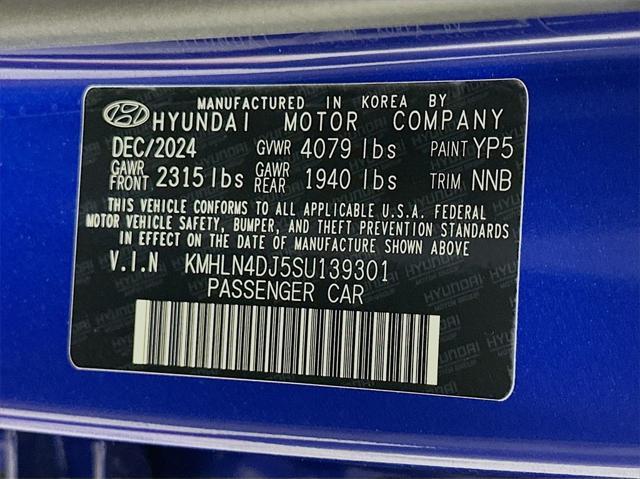 MANUFACTURED IN KOREA BY
HYUNDAI MOTOR COMPANY
DEC/2024 GVWR 4079 lbs PAINT YP5
GAWR FRONT 2315 lbs GAWR REAR 1940 lbs TRIM NNB
THIS VEHICLE CONFORMS TO ALL APPLICABLE U.S.A. FEDERAL
MOTOR VEHICLE SAFETY, BUMPER, AND THEFT PREVENTION STANDARDS
IN EFFECT ON THE DATE OF MANUFACTURE SHOWN ABOVE
V.I.N KMHLN4DJ5SU139301
PASSENGER CAR